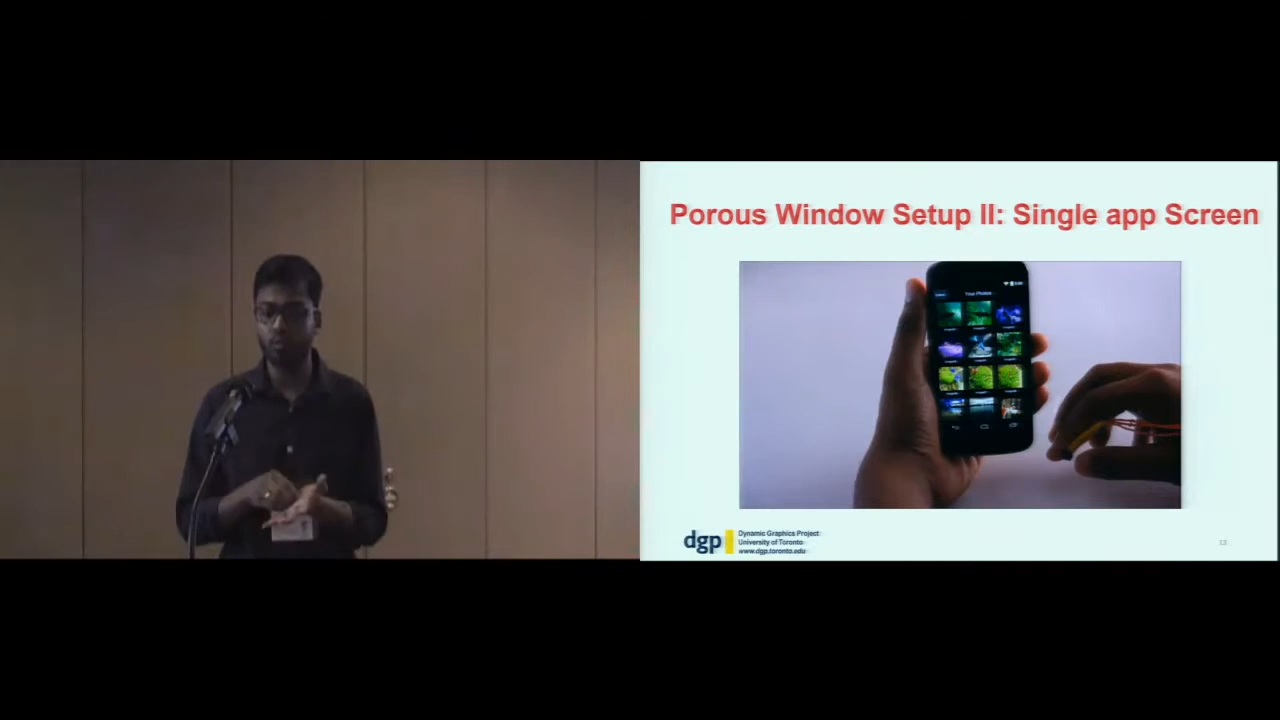 Porous Window Setup II: Single app Screen
Your Photos
dgp
Dynamic Graphics Project
University of Toronto
www.dgp.toronto.edu
13